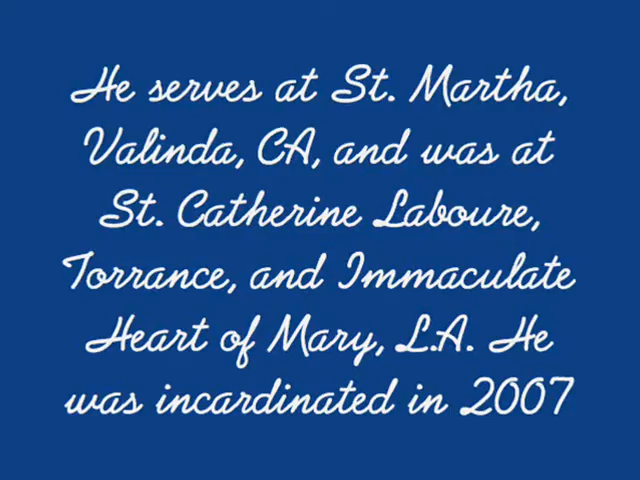 He serves at St. Martha,
Valinda, CA, and was at
St. Catherine Laboure,
Torrance, and Immaculate
Heart of Mary, L.A. He
was incardinated in 2007